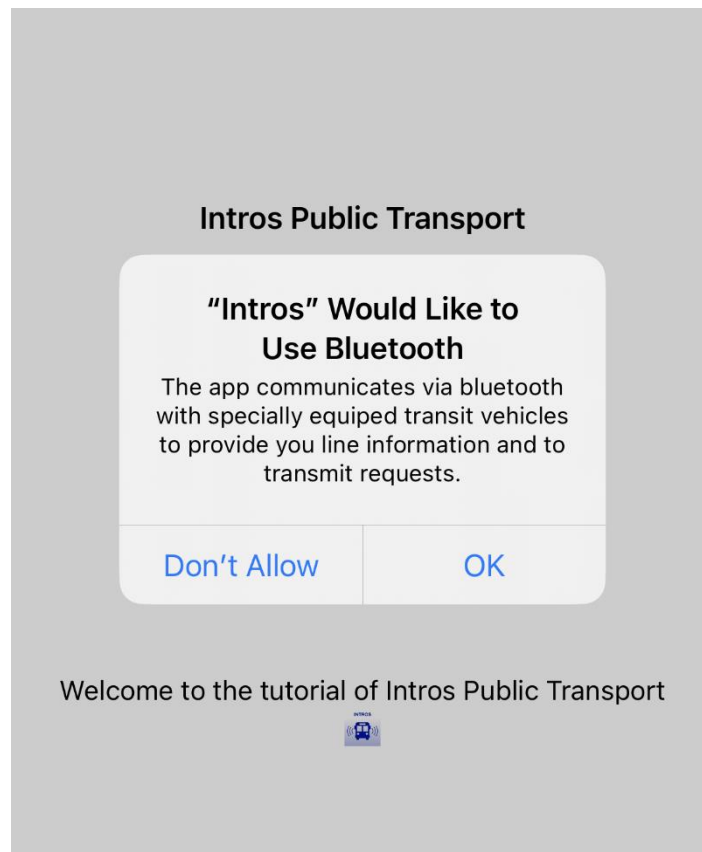 Intros Public Transport
“Intros” Would Like to
Use Bluetooth
The app communicates via bluetooth
with specially equiped transit vehicles
to provide you line information and to
transmit requests.
Don’t Allow
OK
Welcome to the tutorial of Intros Public Transport
INTROS